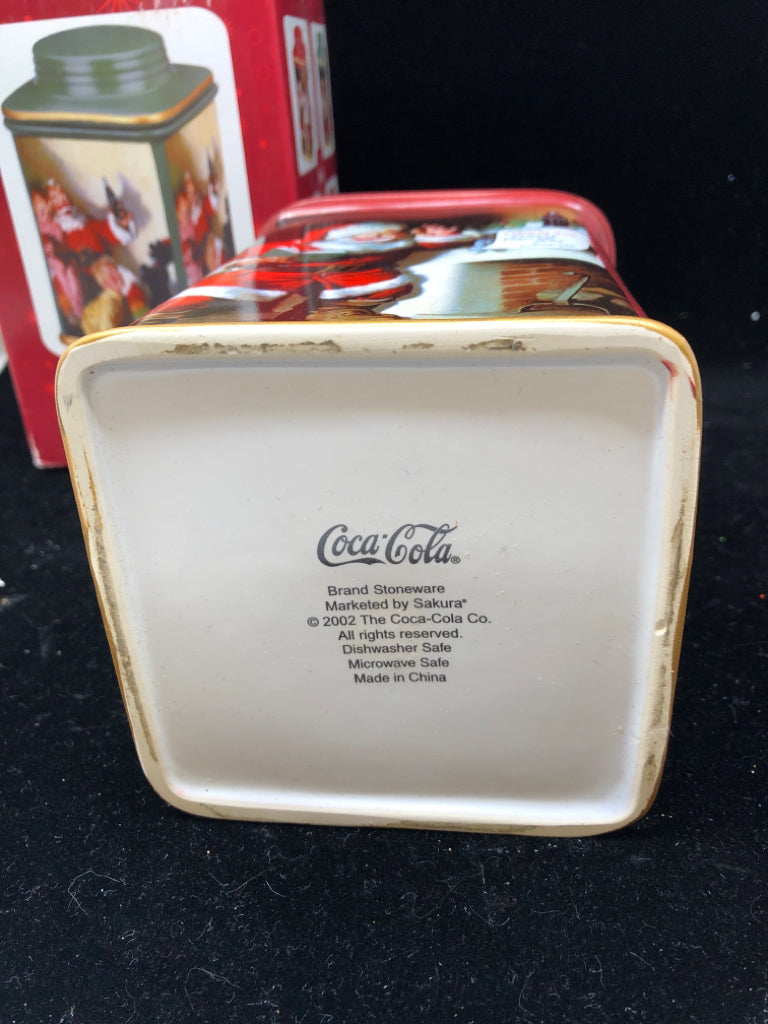 Coca-Cola®
Brand Stoneware
Marketed by Sakura®
© 2002 The Coca-Cola Co.
All rights reserved.
Dishwasher Safe
Microwave Safe
Made in China